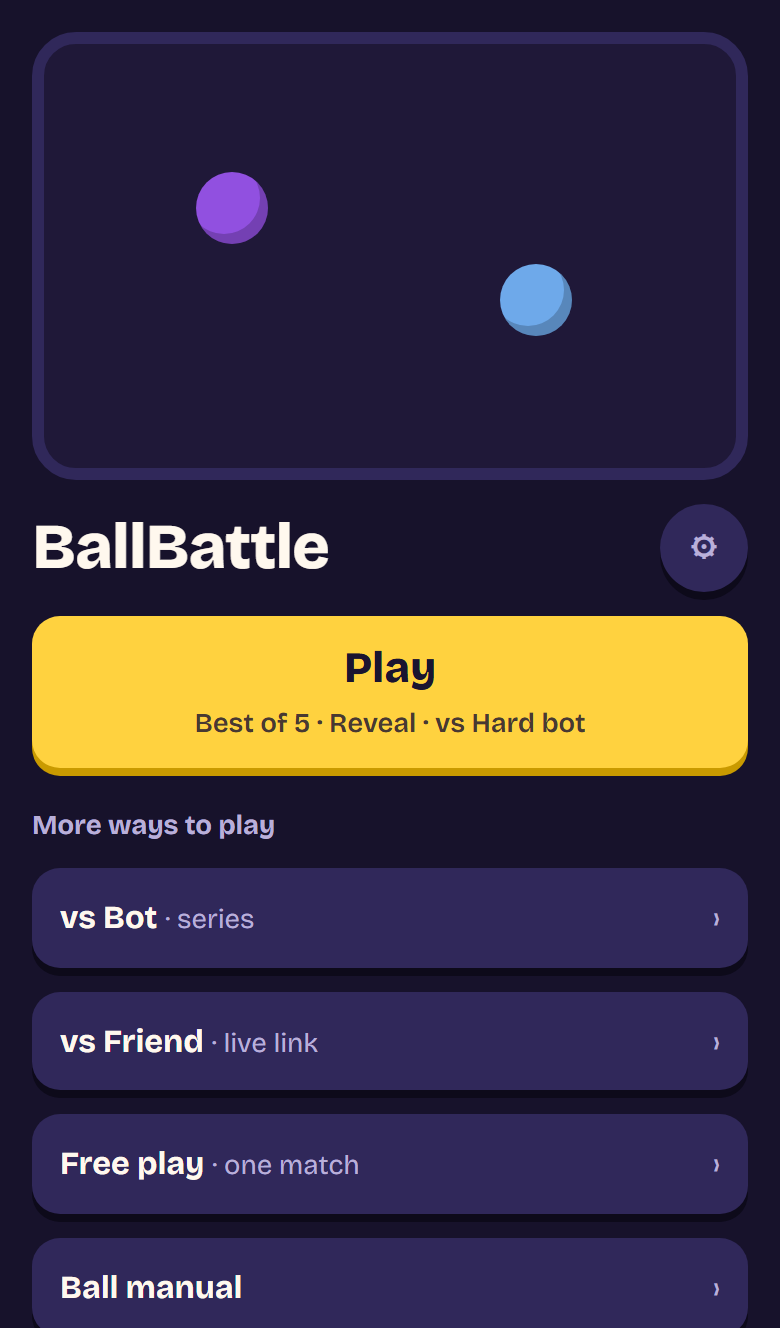 BallBattle
Play
Best of 5 · Reveal · vs Hard bot
More ways to play
vs Bot · series
vs Friend · live link
Free play · one match
Ball manual